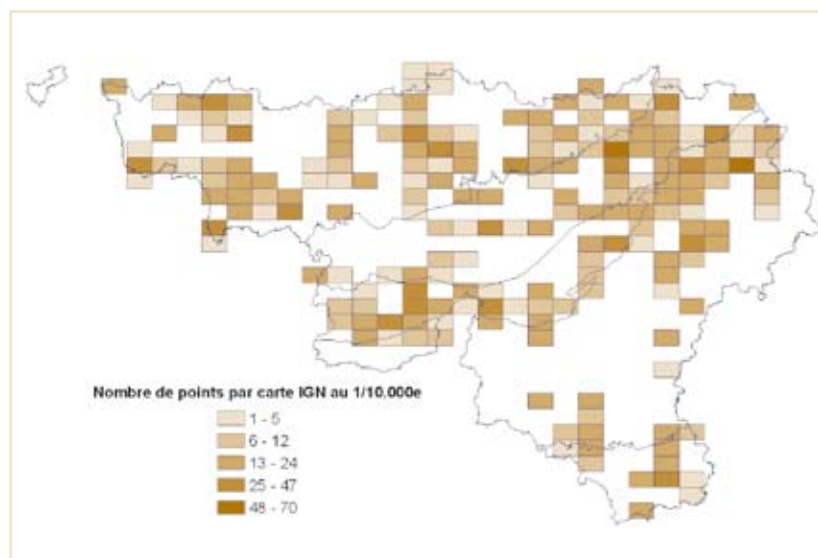 Nombre de points par carte IGN au 1/10.000e
1 - 5
6 - 12
13 - 24
25 - 47
48 - 70